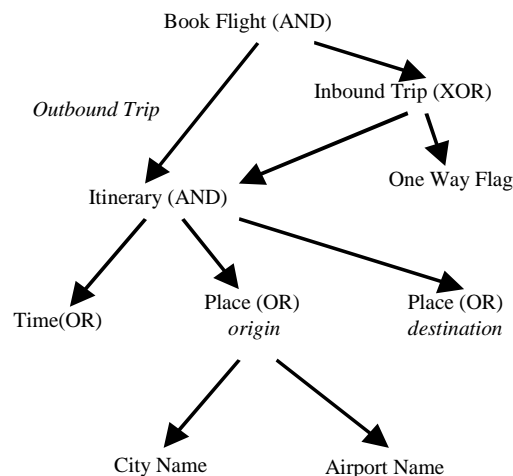 Book Flight (AND)
Inbound Trip (XOR)
Outbound Trip
One Way Flag
Itinerary (AND)
Time(OR)
Place (OR)
origin
Place (OR)
destination
City Name
Airport Name